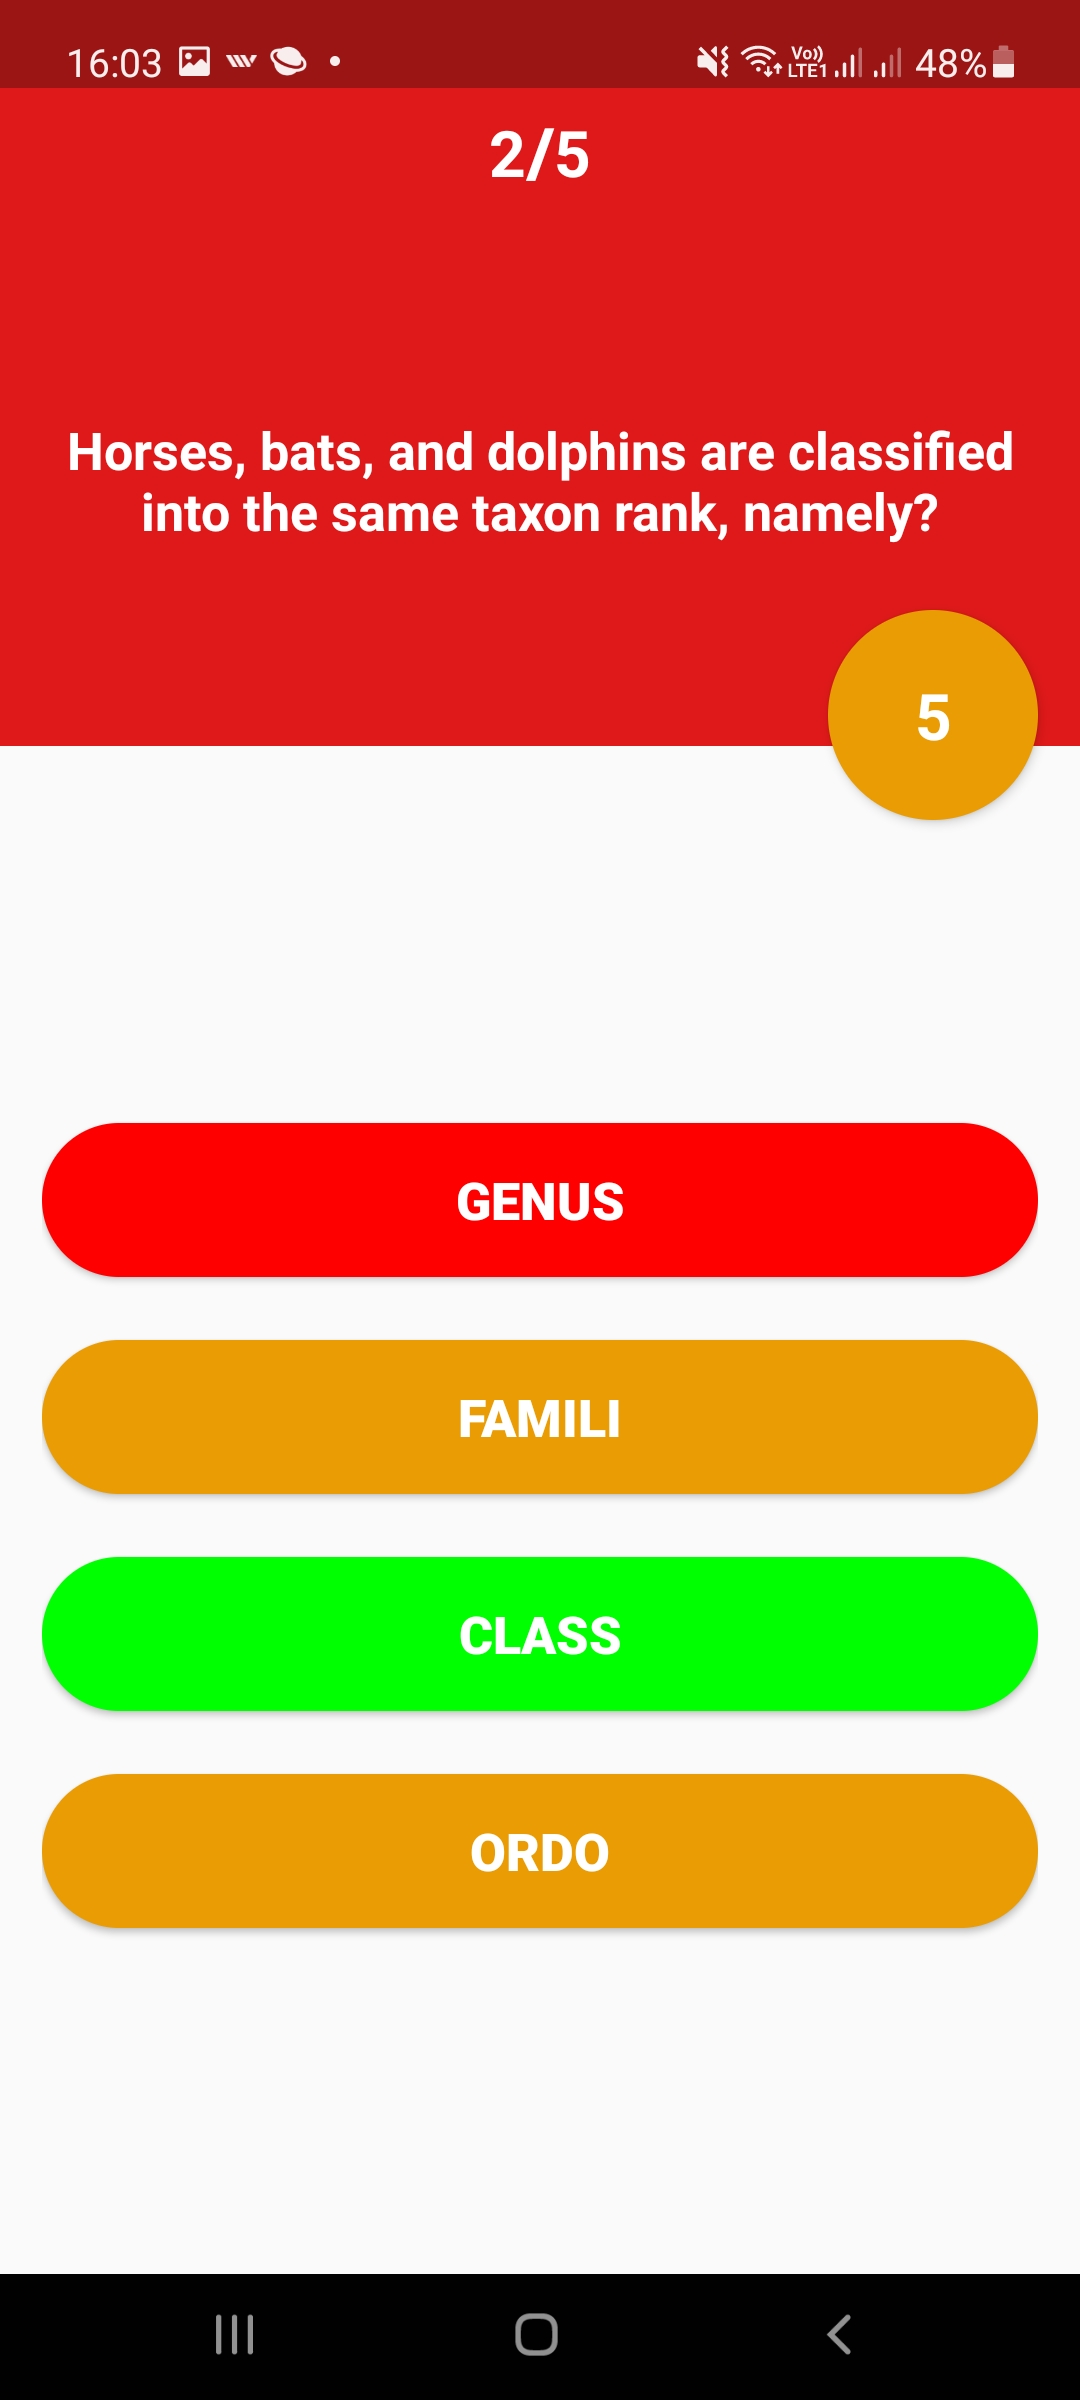 16:03
Vo))
LTE1
48%
2/5
Horses, bats, and dolphins are classified
into the same taxon rank, namely?
5
GENUS
FAMILI
CLASS
ORDO